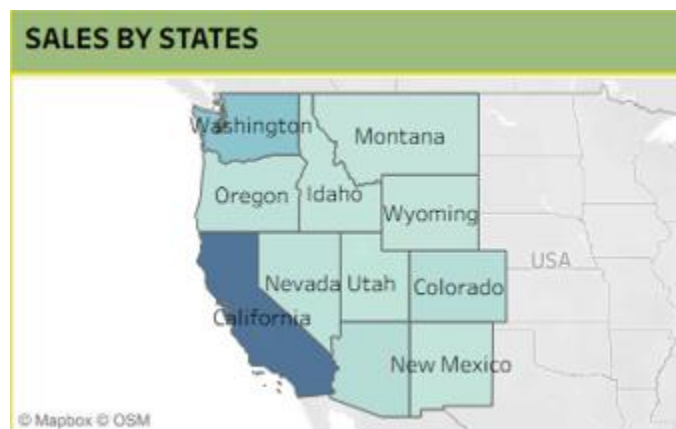 SALES BY STATES
Washington
Montana
Oregon
Idaho
Wyoming
USA
Nevada
Utah
Colorado
California
New Mexico
© Mapbox © OSM